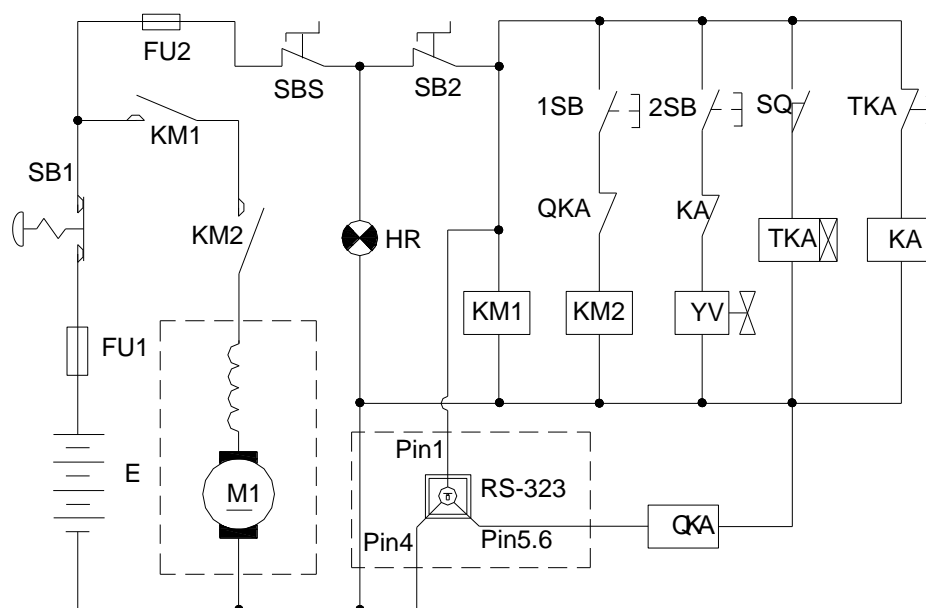 FU2
SBS
SB2
1SB
2SB
SQ
TKA
KM1
SB1
QKA
KA
KM2
HR
TKA
KA
KM1
KM2
YV
FU1
Pin1
E
M1
RS-323
Pin4
Pin5.6
QKA